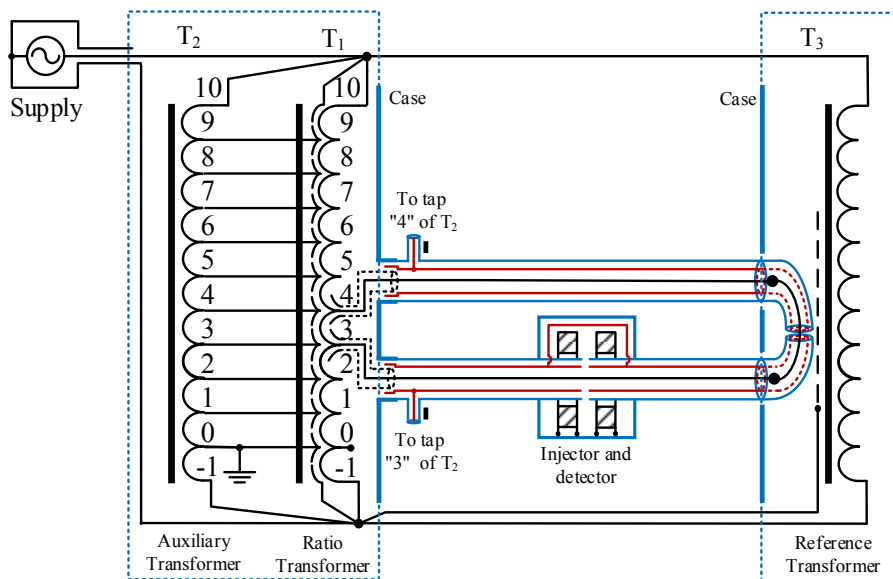 Supply
T2
T1
T3
10
9
8
7
6
5
4
3
2
1
0
-1
10
9
8
7
6
5
4
3
2
1
0
-1
Case
Case
To tap
"4" of T2
To tap
"3" of T2
Injector and
detector
Auxiliary
Transformer
Ratio
Transformer
Reference
Transformer